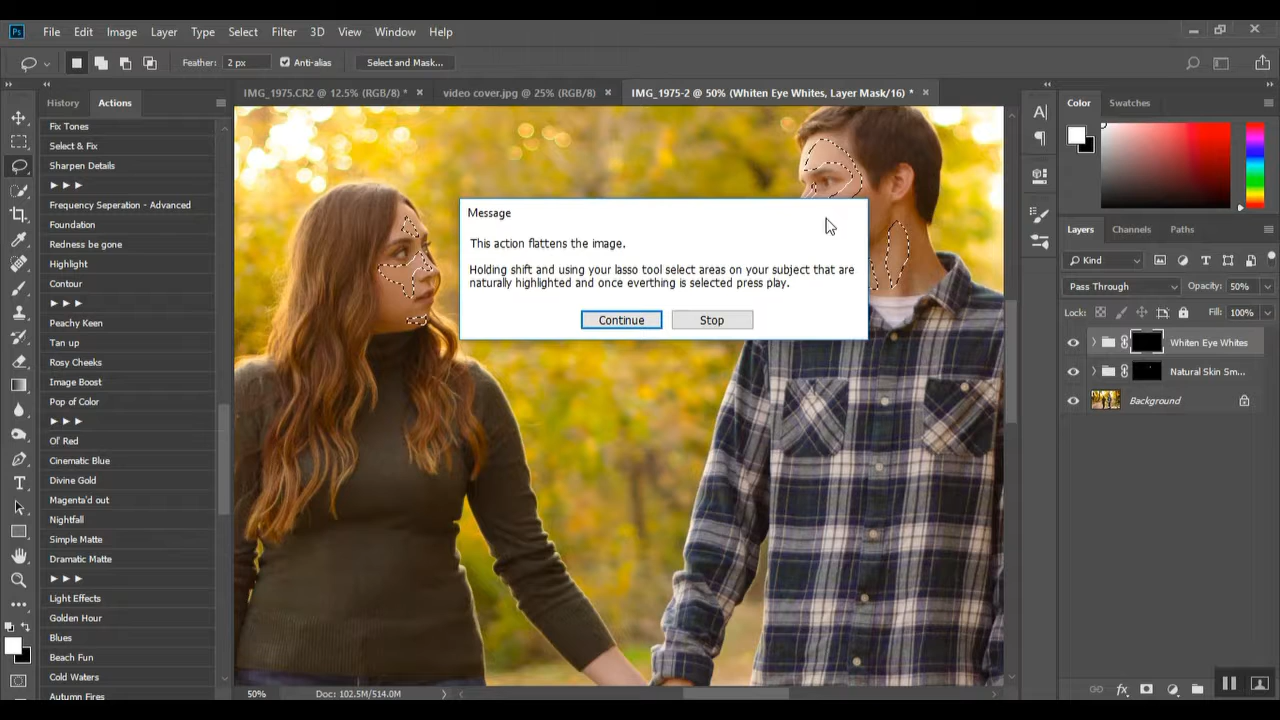 Ps File Edit Image Layer Type Select Filter 3D View Window Help
Feather: 2 px Anti-alias Select and Mask...
IMG_1975.CR2 @ 12.5% (RGB/8) * × video cover.jpg @ 25% (RGB/8) × IMG_1975-2 @ 50% (Whiten Eye Whites, Layer Mask/16) * ×
History Actions
Fix Tones
Select & Fix
Sharpen Details
► ► ►
Frequency Seperation - Advanced
Foundation
Redness be gone
Highlight
Contour
► ► ►
Peachy Keen
Tan up
Rosy Cheeks
Image Boost
Pop of Color
► ► ►
Ol' Red
Cinematic Blue
Divine Gold
Magenta'd out
Nightfall
Simple Matte
Dramatic Matte
► ► ►
Light Effects
Golden Hour
Blues
Beach Fun
Cold Waters
Autumn Fires
Message
This action flattens the image.
Holding shift and using your lasso tool select areas on your subject that are
naturally highlighted and once everthing is selected press play.
Continue Stop
Color Swatches
Layers Channels Paths
Kind
Pass Through Opacity: 50%
Lock: Fill: 100%
Whiten Eye Whites
Natural Skin Sm...
Background
50% Doc: 102.5M/514.0M